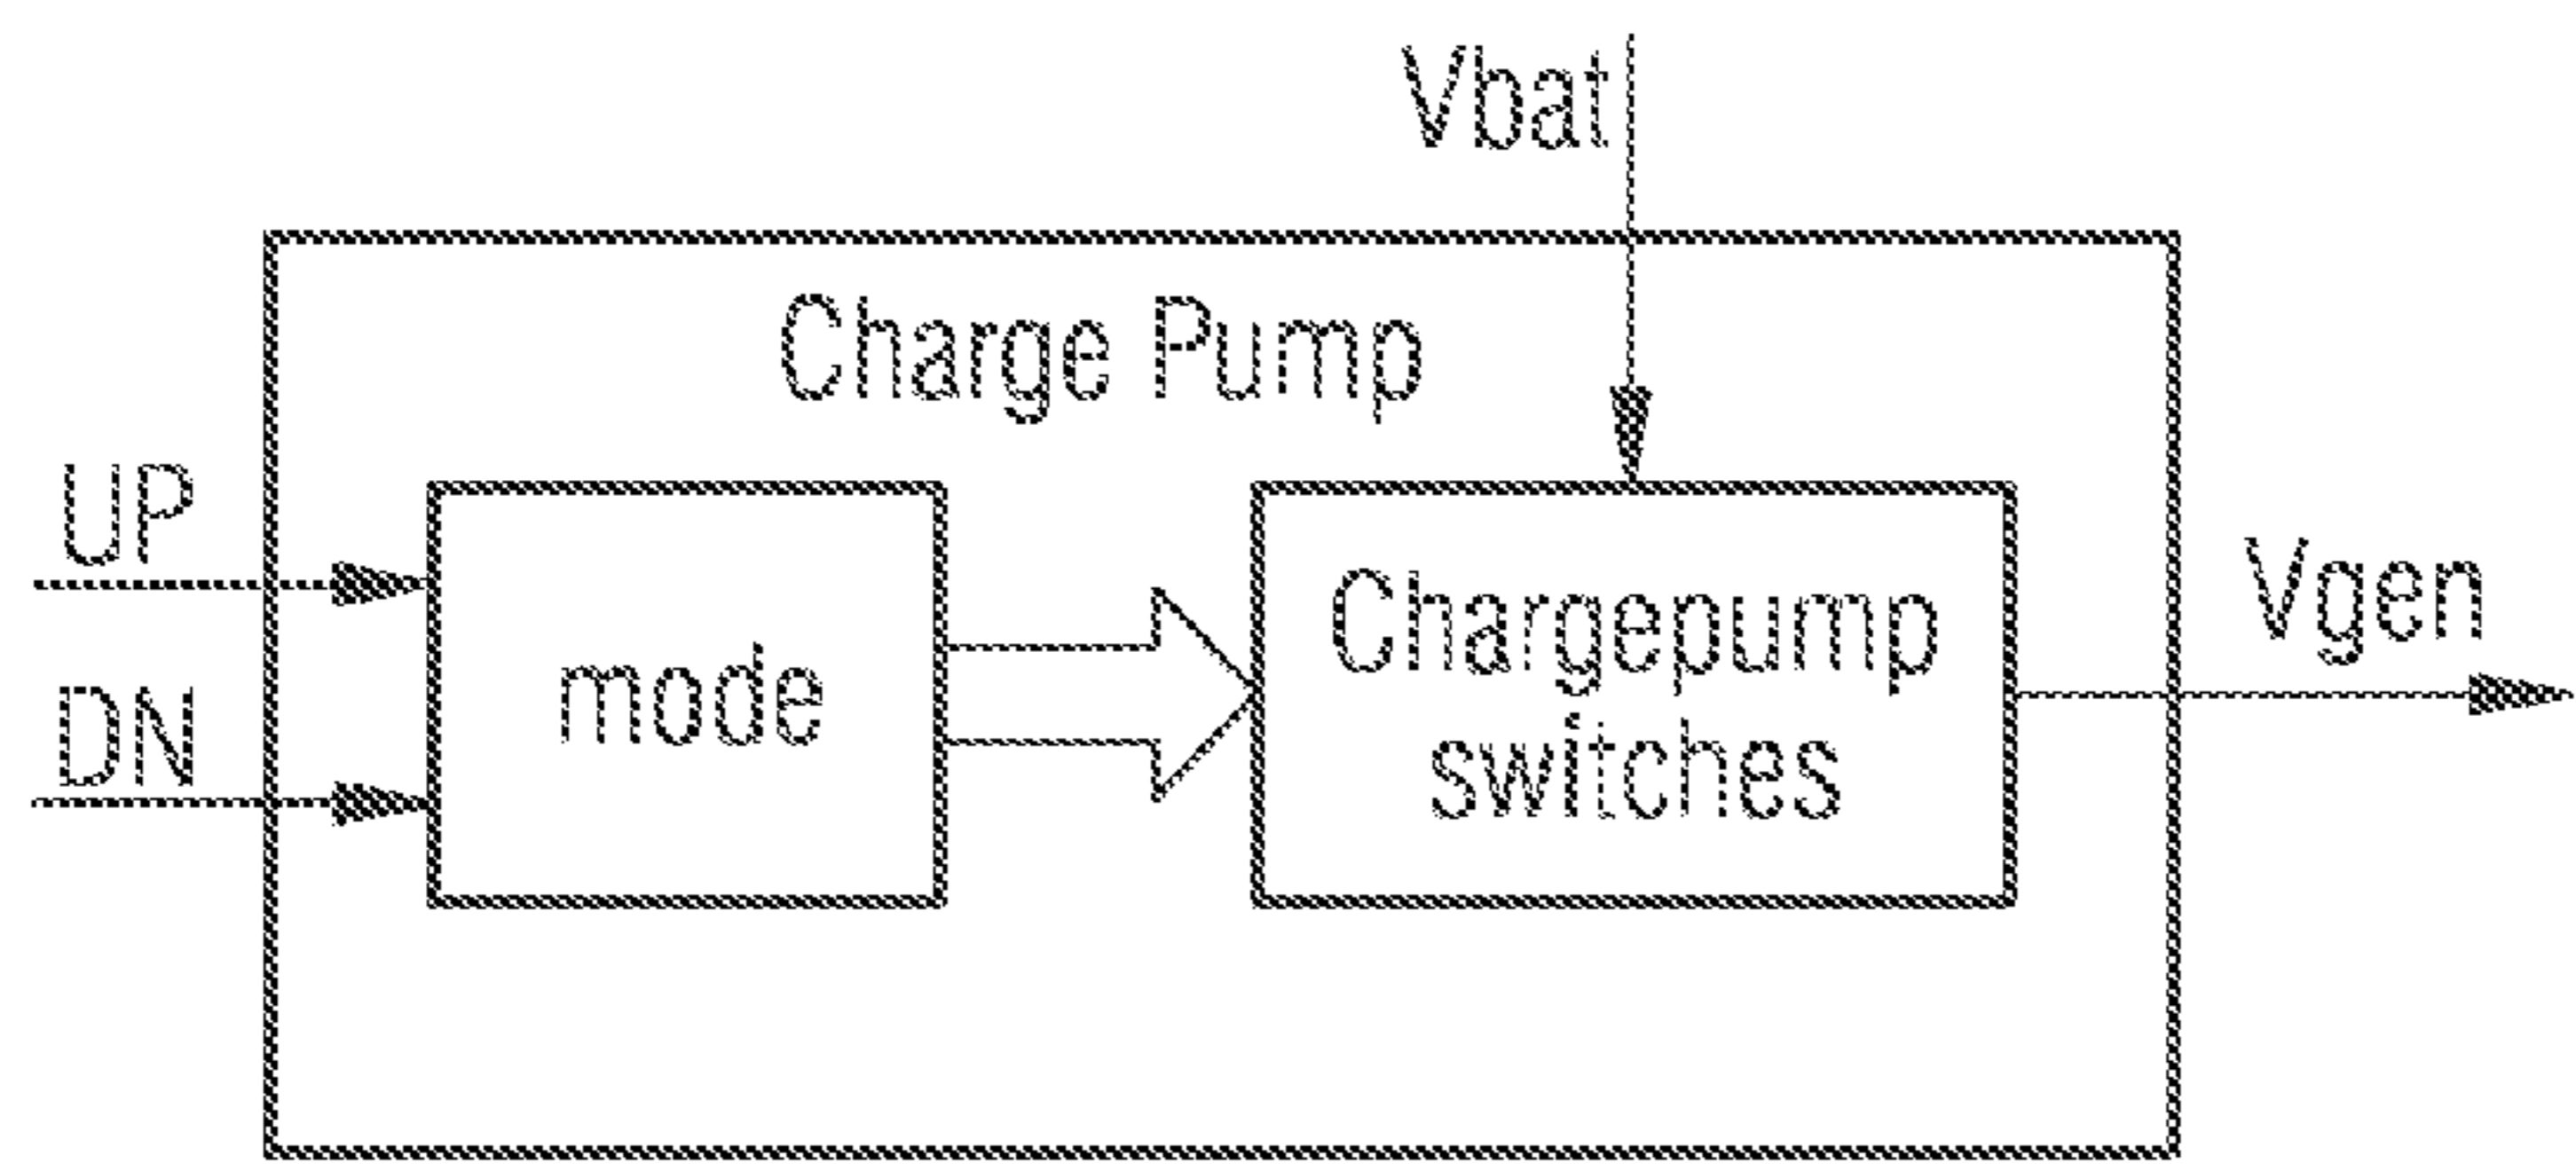 Vbat
Charge Pump
UP
DN
mode
Chargepump
switches
Vgen